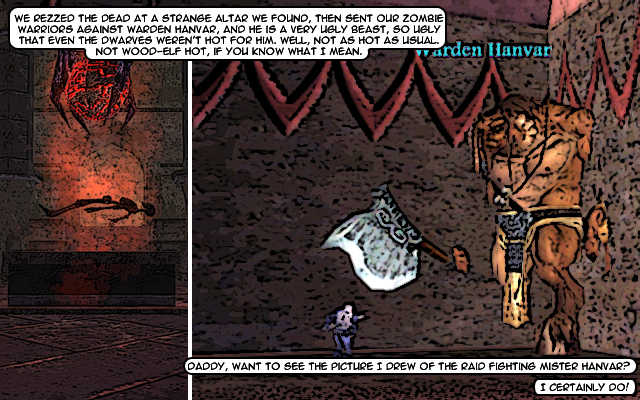 WE REZZED THE DEAD AT A STRANGE ALTAR WE FOUND, THEN SENT OUR ZOMBIE
WARRIORS AGAINST WARDEN HANVAR, AND HE IS A VERY UGLY BEAST, SO UGLY
THAT EVEN THE DWARVES WEREN'T HOT FOR HIM. WELL, NOT AS HOT AS USUAL.
NOT WOOD-ELF HOT, IF YOU KNOW WHAT I MEAN.
Warden Hanvar
DADDY, WANT TO SEE THE PICTURE I DREW OF THE RAID FIGHTING MISTER HANVAR?
I CERTAINLY DO!